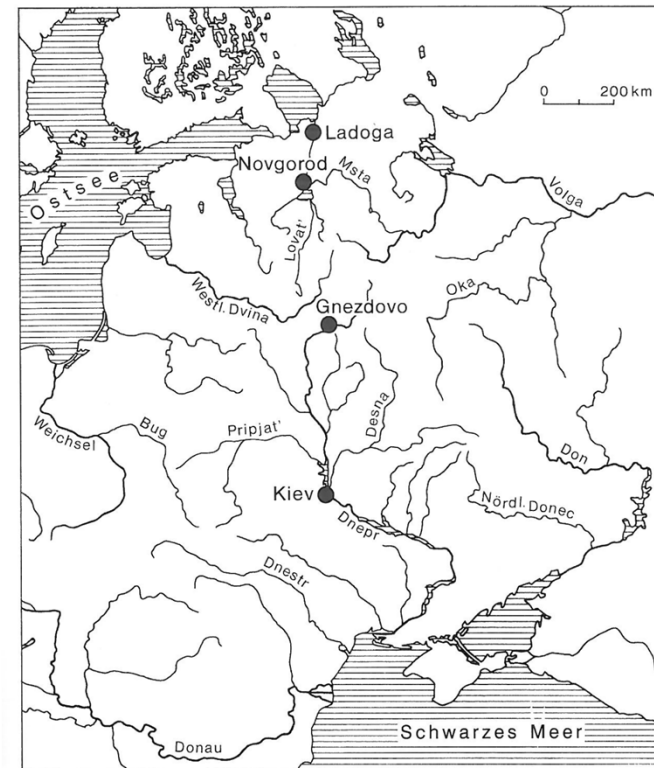 0 200 km
Ladoga
Novgorod
Msta
Ostsee
Volga
Lovat'
Westl. Dvina
Gnezdovo
Oka
Desna
Weichsel
Bug
Pripjat'
Don
Kiev
Nördl. Donec
Dnepr
Dnestr
Schwarzes Meer
Donau